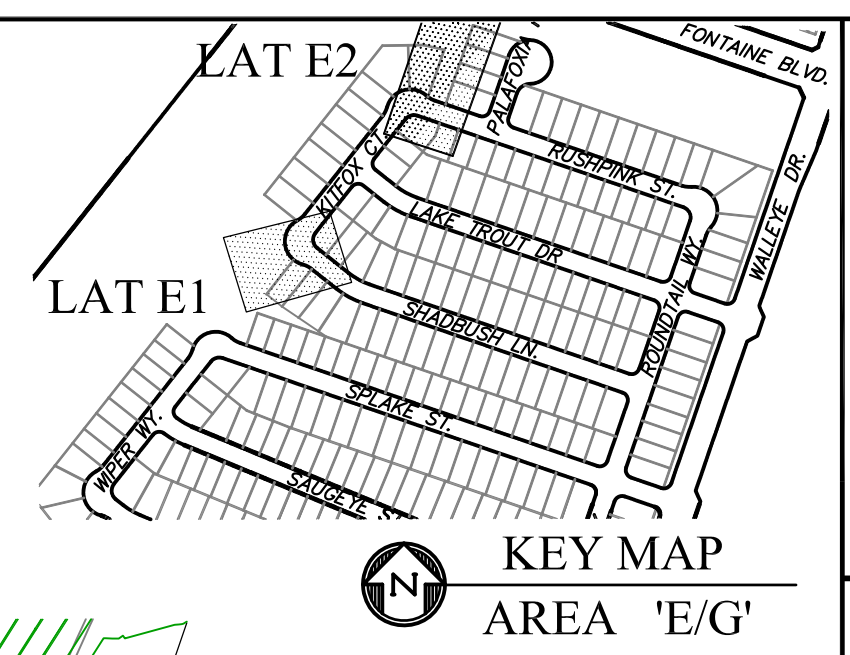 FONTAINE BLVD.
LAT E2
PALAFOXIA
RUSHPINK ST.
KITFOX CT.
WALLEYE DR.
LAKE TROUT DR
ROUNDTAIL WY.
LAT E1
SHADBUSH LN.
SPLAKE ST.
WIPER WY.
SAUGEYE
N
KEY MAP
AREA 'E/G'